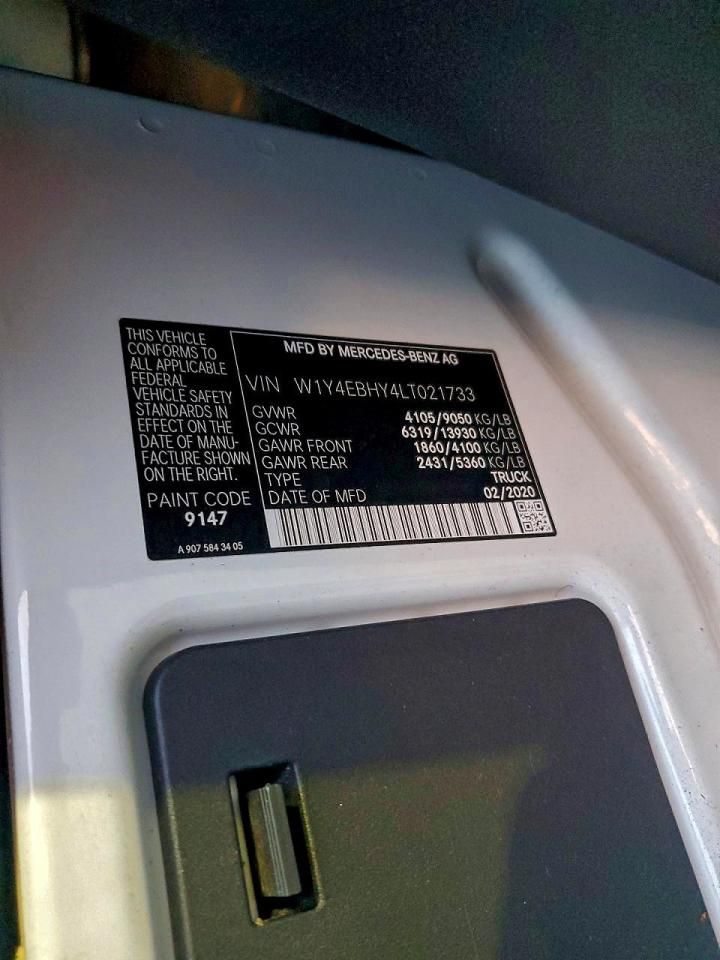 THIS VEHICLE
CONFORMS TO
ALL APPLICABLE
FEDERAL
VEHICLE SAFETY
STANDARDS IN
EFFECT ON THE
DATE OF MANU-
FACTURE SHOWN
ON THE RIGHT.
PAINT CODE
9147
A 907 584 34 05
MFD BY MERCEDES-BENZ AG
VIN W1Y4EBHY4LT021733
GVWR 4105/9050 KG/LB
GCWR 6319/13930 KG/LB
GAWR FRONT 1860/4100 KG/LB
GAWR REAR 2431/5360 KG/LB
TYPE TRUCK
DATE OF MFD 02/2020